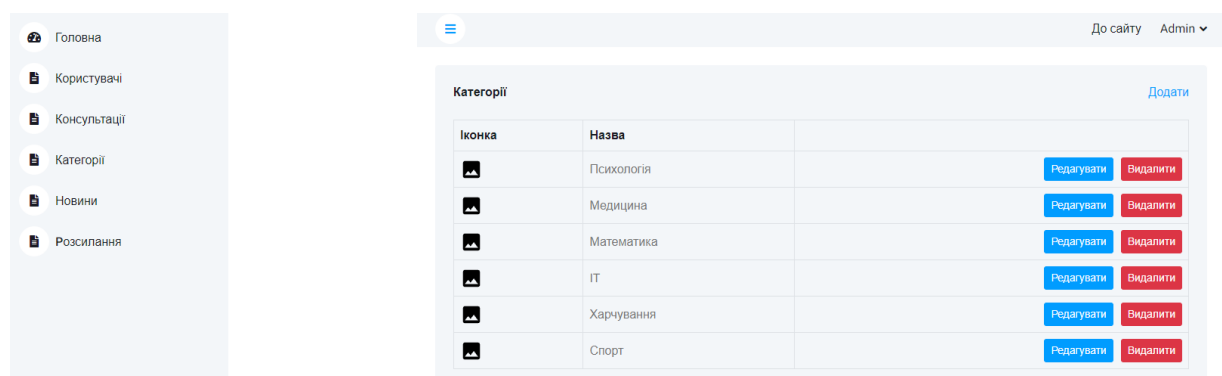 Головна
Користувачі
Консультації
Категорії
Новини
Розсилання
До сайту Admin
Категорії Додати
Іконка Назва
Психологія Редагувати Видалити
Медицина Редагувати Видалити
Математика Редагувати Видалити
IT Редагувати Видалити
Харчування Редагувати Видалити
Спорт Редагувати Видалити